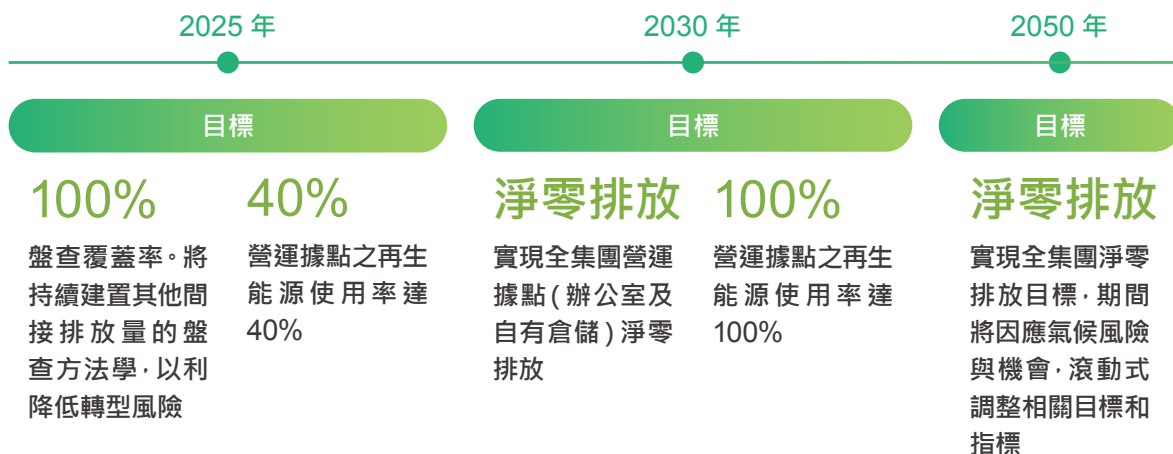 2025 年
2030 年
2050 年
目標
目標
目標
100%
盤查覆蓋率。將
持續建置其他間
接排放量的盤
查方法學,以利
降低轉型風險
40%
營運據點之再生
能源使用率達
40%
淨零排放
實現全集團營運
據點(辦公室及
自有倉儲)淨零
排放
100%
營運據點之再生
能源使用率達
100%
淨零排放
實現全集團淨零
排放目標,期間
將因應氣候風險
與機會,滾動式
調整相關目標和
指標